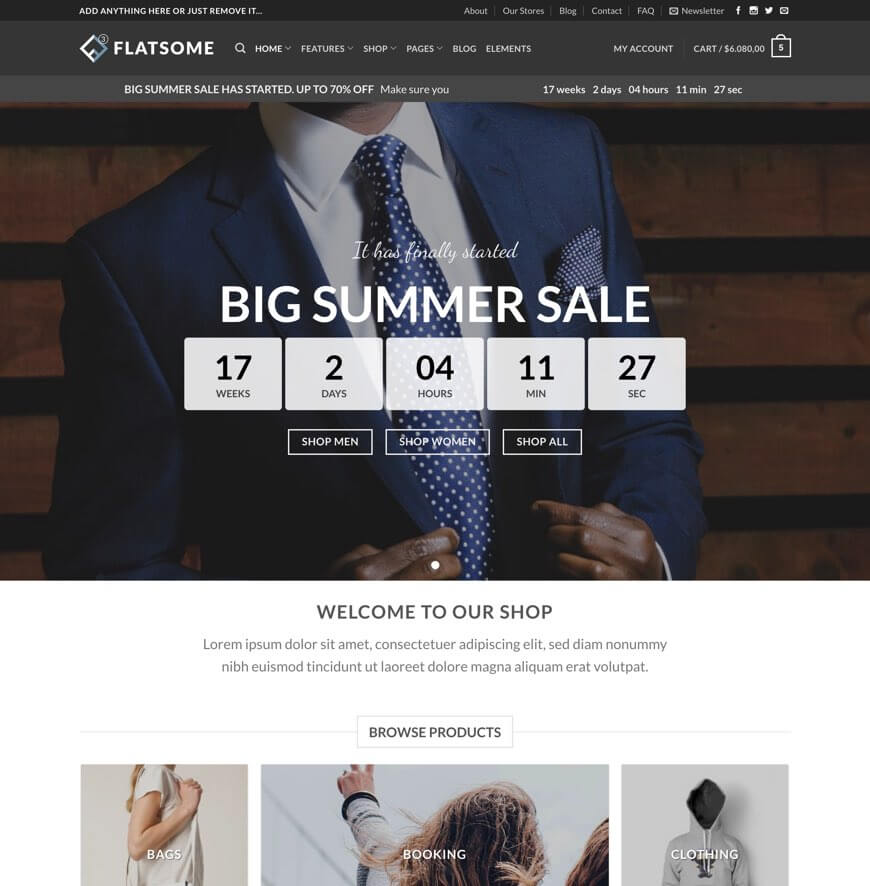 ADD ANYTHING HERE OR JUST REMOVE IT...
About
Our Stores
Blog
Contact
FAQ
Newsletter
3
FLATSOME
HOME
FEATURES
SHOP
PAGES
BLOG
ELEMENTS
MY ACCOUNT
CART / $6.080,00
5
BIG SUMMER SALE HAS STARTED. UP TO 70% OFF Make sure you
17 weeks 2 days 04 hours 11 min 27 sec
It has finally started
BIG SUMMER SALE
17 2 04 11 27
WEEKS DAYS HOURS MIN SEC
SHOP MEN
SHOP WOMEN
SHOP ALL
WELCOME TO OUR SHOP
Lorem ipsum dolor sit amet, consectetuer adipiscing elit, sed diam nonummy
nibh euismod tincidunt ut laoreet dolore magna aliquam erat volutpat.
BROWSE PRODUCTS
BAGS
BOOKING
CLOTHING